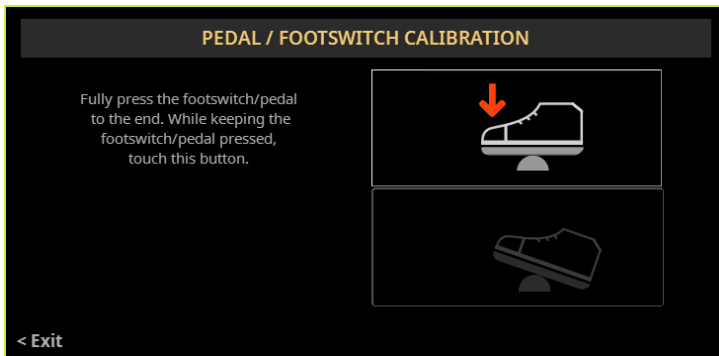 PEDAL / FOOTSWITCH CALIBRATION
Fully press the footswitch/pedal
to the end. While keeping the
footswitch/pedal pressed,
touch this button.
< Exit